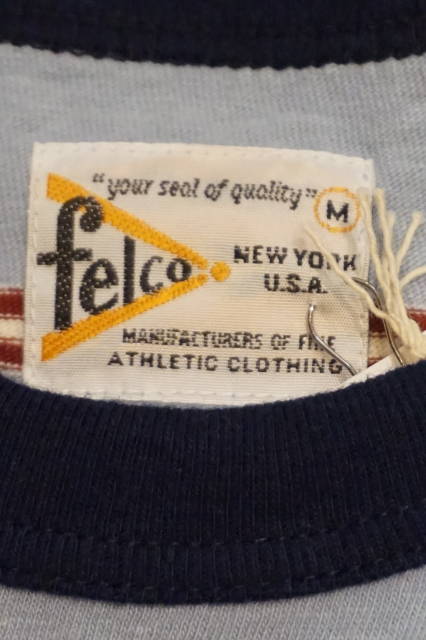 "your seal of quality"
M
felco
NEW YORK
U.S.A.
MANUFACTURERS OF FINE
ATHLETIC CLOTHING